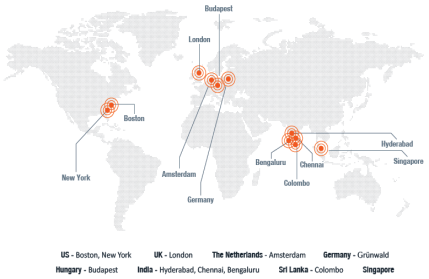 Budapest
London
Boston
New York
Amsterdam
Germany
Bengaluru
Chennai
Colombo
Hyderabad
Singapore
US - Boston, New York UK - London The Netherlands - Amsterdam Germany - Grünwald
Hungary - Budapest India - Hyderabad, Chennai, Bengaluru Sri Lanka - Colombo Singapore